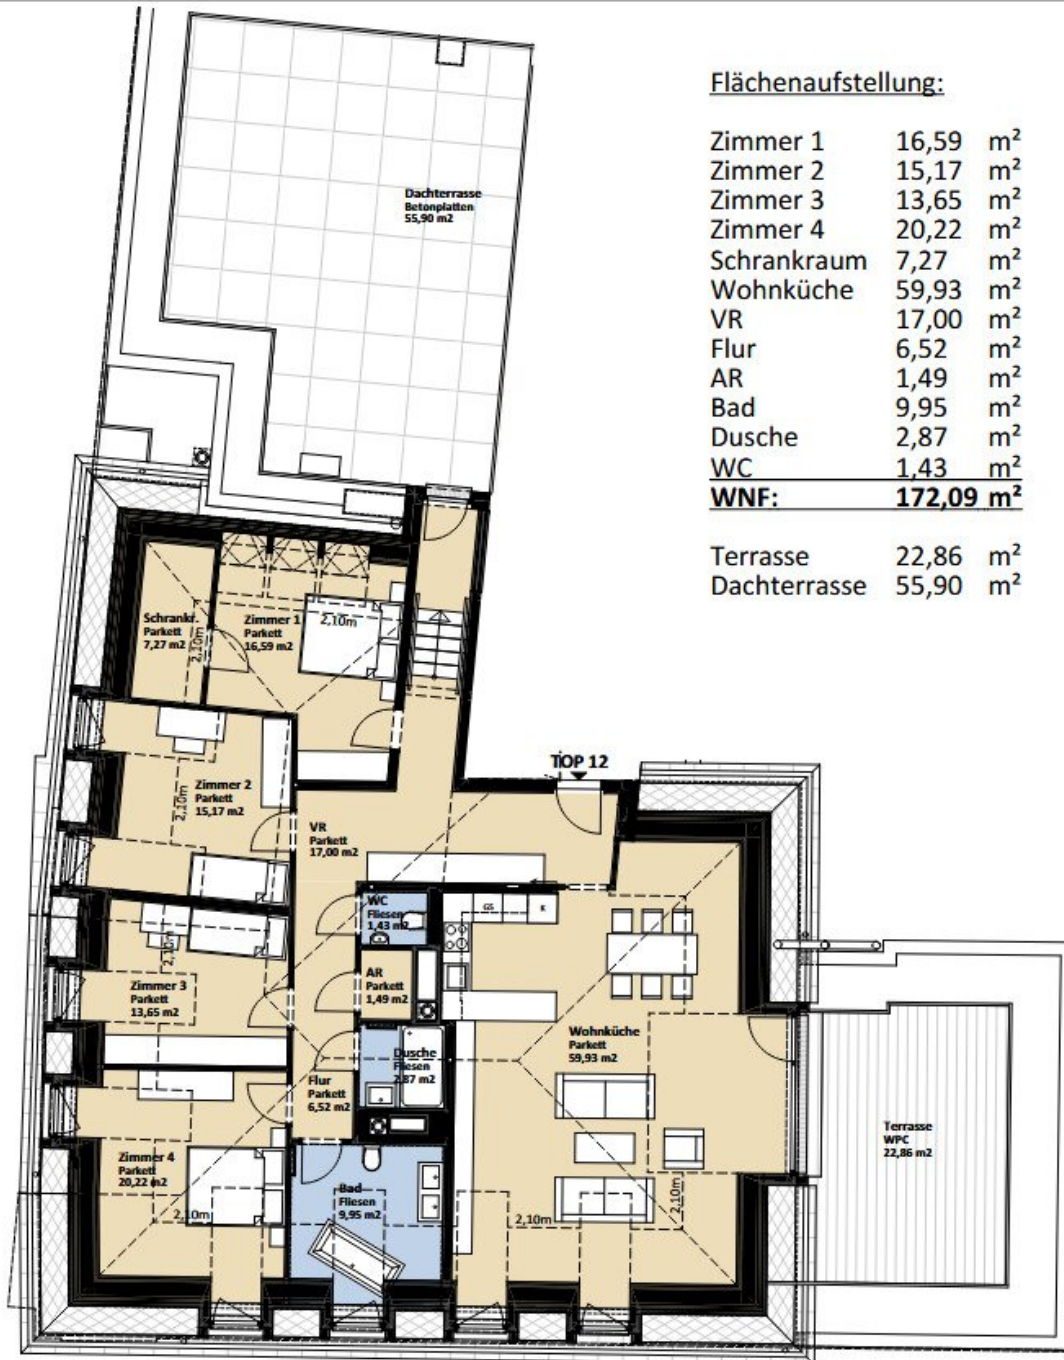 Flächenaufstellung:
Zimmer 1 16,59 m²
Zimmer 2 15,17 m²
Zimmer 3 13,65 m²
Zimmer 4 20,22 m²
Schrankraum 7,27 m²
Wohnküche 59,93 m²
VR 17,00 m²
Flur 6,52 m²
AR 1,49 m²
Bad 9,95 m²
Dusche 2,87 m²
WC 1,43 m²
WNF: 172,09 m²
Terrasse 22,86 m²
Dachterrasse 55,90 m²
Dachterrasse
Betonplatten
55,90 m2
Schrankr.
Parkett
7,27 m2
2,10m
Zimmer 1
Parkett
16,59 m2
2,10m
Zimmer 2
Parkett
15,17 m2
2,10m
TOP 12
VR
Parkett
17,00 m2
WC
Fliesen
1,43 m2
GS
K
Zimmer 3
Parkett
13,65 m2
2,10m
AR
Parkett
1,49 m2
Wohnküche
Parkett
59,93 m2
Dusche
Fliesen
2,87 m2
Flur
Parkett
6,52 m2
Zimmer 4
Parkett
20,22 m2
2,10m
Bad
Fliesen
9,95 m2
2,10m
2,10m
Terrasse
WPC
22,86 m2